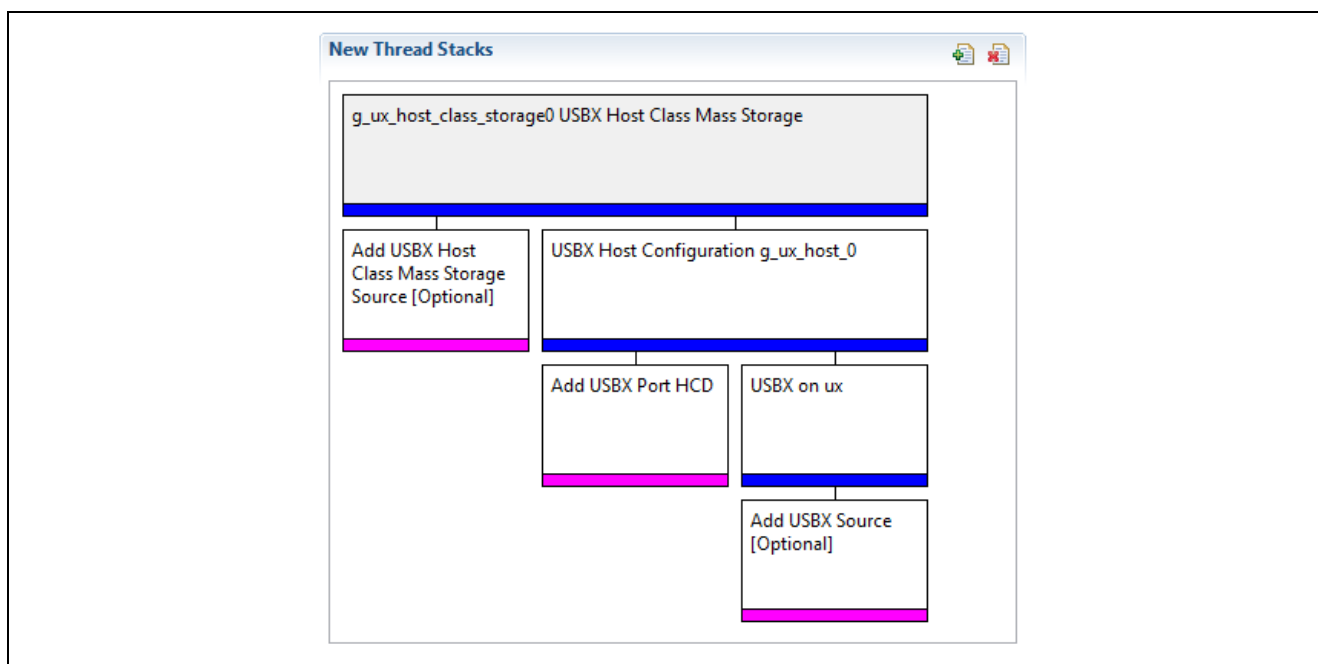 New Thread Stacks
g_ux_host_class_storage0 USBX Host Class Mass Storage
Add USBX Host
Class Mass Storage
Source [Optional]
USBX Host Configuration g_ux_host_0
Add USBX Port HCD
USBX on ux
Add USBX Source
[Optional]